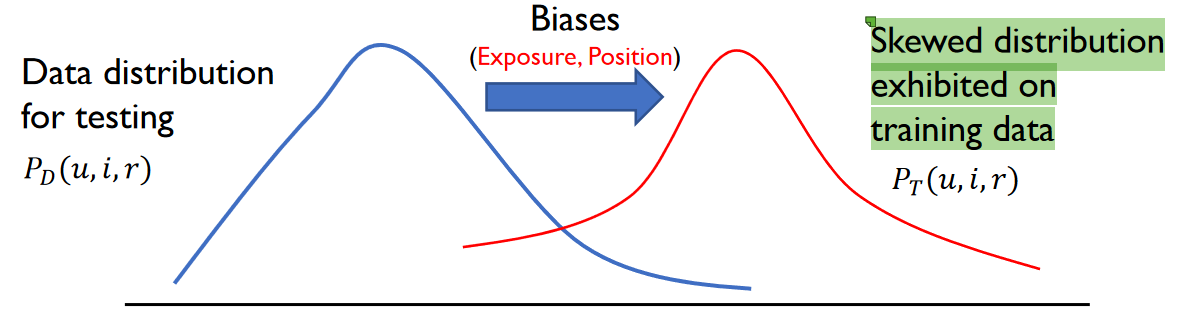 Biases
(Exposure, Position)
Data distribution
for testing
P_D(u, i, r)
Skewed distribution
exhibited on
training data
P_T(u, i, r)